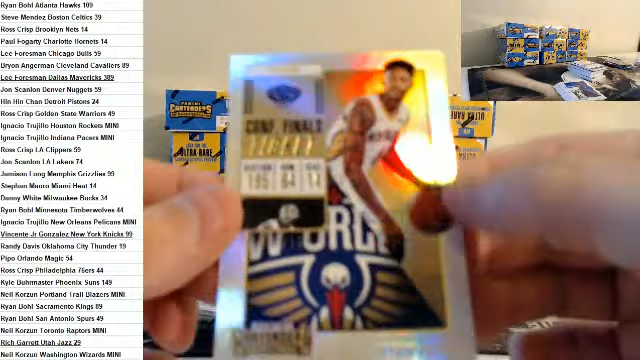 Ryan Bohl Atlanta Hawks 109
Steve Mendez Boston Celtics 39
Ross Crisp Brooklyn Nets 14
Paul Fogarty Charlotte Hornets 14
Lee Foresman Chicago Bulls 59
Bryon Angerman Cleveland Cavaliers 89
Lee Foresman Dallas Mavericks 389
Jon Scanlon Denver Nuggets 59
Hin Hin Chan Detroit Pistons 24
Ross Crisp Golden State Warriors 49
Ignacio Trujillo Houston Rockets MINI
Ignacio Trujillo Indiana Pacers MINI
Ross Crisp LA Clippers 59
Jon Scanlon LA Lakers 74
Jamison Long Memphis Grizzlies 99
Stephan Mauro Miami Heat 14
Danny White Milwaukee Bucks 34
Ryan Bohl Minnesota Timberwolves 44
Ignacio Trujillo New Orleans Pelicans MINI
Vincente Jr Gonzalez New York Knicks 99
Randy Davis Oklahoma City Thunder 19
Pipo Orlando Magic 54
Ross Crisp Philadelphia 76ers 44
Kyle Buhrmaster Phoenix Suns 149
Neil Korzun Portland Trail Blazers MINI
Ryan Bohl Sacramento Kings 89
Ryan Bohl San Antonio Spurs 49
Neil Korzun Toronto Raptors MINI
Rich Garrett Utah Jazz 29
Neil Korzun Washington Wizards MINI
PANINI
CONTENDERS
ULTRA-RARE
CONF FINALS
TICKET